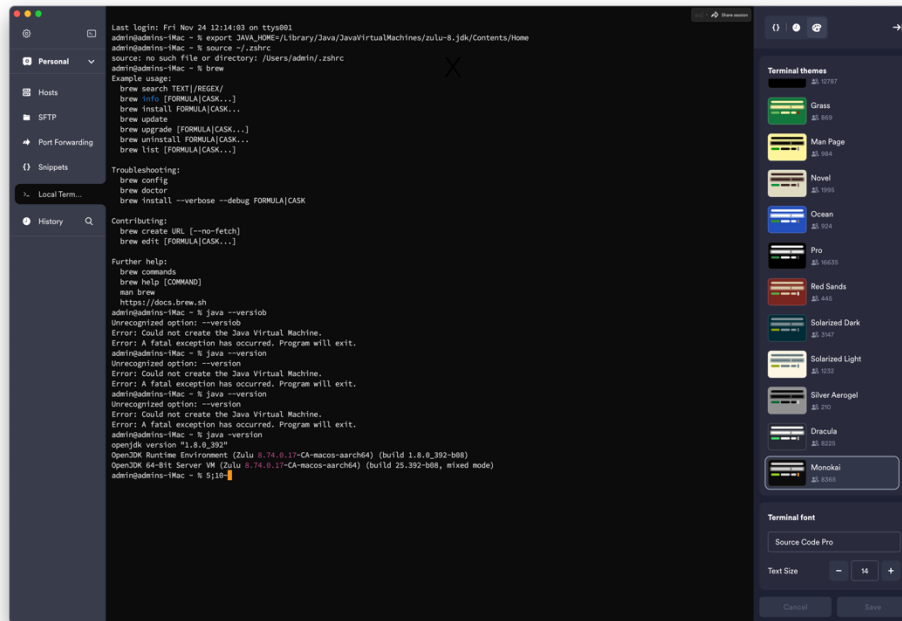 Personal
Hosts
SFTP
Port Forwarding
Snippets
Local Term...
History
Last login: Fri Nov 24 12:14:03 on ttys001
admin@admins-iMac ~ % export JAVA_HOME=/Library/Java/JavaVirtualMachines/zulu-8.jdk/Contents/Home
admin@admins-iMac ~ % source ~/.zshrc
source: no such file or directory: /Users/admin/.zshrc
admin@admins-iMac ~ % brew
Example usage:
brew search TEXT|/REGEX/
brew info [FORMULA|CASK...]
brew install FORMULA|CASK...
brew update
brew upgrade [FORMULA|CASK...]
brew uninstall FORMULA|CASK...
brew list [FORMULA|CASK...]
Troubleshooting:
brew config
brew doctor
brew install --verbose --debug FORMULA|CASK
Contributing:
brew create URL [--no-fetch]
brew edit [FORMULA|CASK...]
Further help:
brew commands
brew help [COMMAND]
man brew
https://docs.brew.sh
admin@admins-iMac ~ % java --versiob
Unrecognized option: --versiob
Error: Could not create the Java Virtual Machine.
Error: A fatal exception has occurred. Program will exit.
admin@admins-iMac ~ % java --version
Unrecognized option: --version
Error: Could not create the Java Virtual Machine.
Error: A fatal exception has occurred. Program will exit.
admin@admins-iMac ~ % java --version
Unrecognized option: --version
Error: Could not create the Java Virtual Machine.
Error: A fatal exception has occurred. Program will exit.
admin@admins-iMac ~ % java -version
openjdk version "1.8.0_392"
OpenJDK Runtime Environment (Zulu 8.74.0.17-CA-macos-aarch64) (build 1.8.0_392-b08)
OpenJDK 64-Bit Server VM (Zulu 8.74.0.17-CA-macos-aarch64) (build 25.392-b08, mixed mode)
admin@admins-iMac ~ % 5;10~
X
Share session
Terminal themes
12767
Grass
869
Man Page
984
Novel
1995
Ocean
924
Pro
16635
Red Sands
445
Solarized Dark
3147
Solarized Light
1232
Silver Aerogel
210
Dracula
8225
Monokai
8365
Terminal font
Source Code Pro
Text Size
14
Cancel
Save